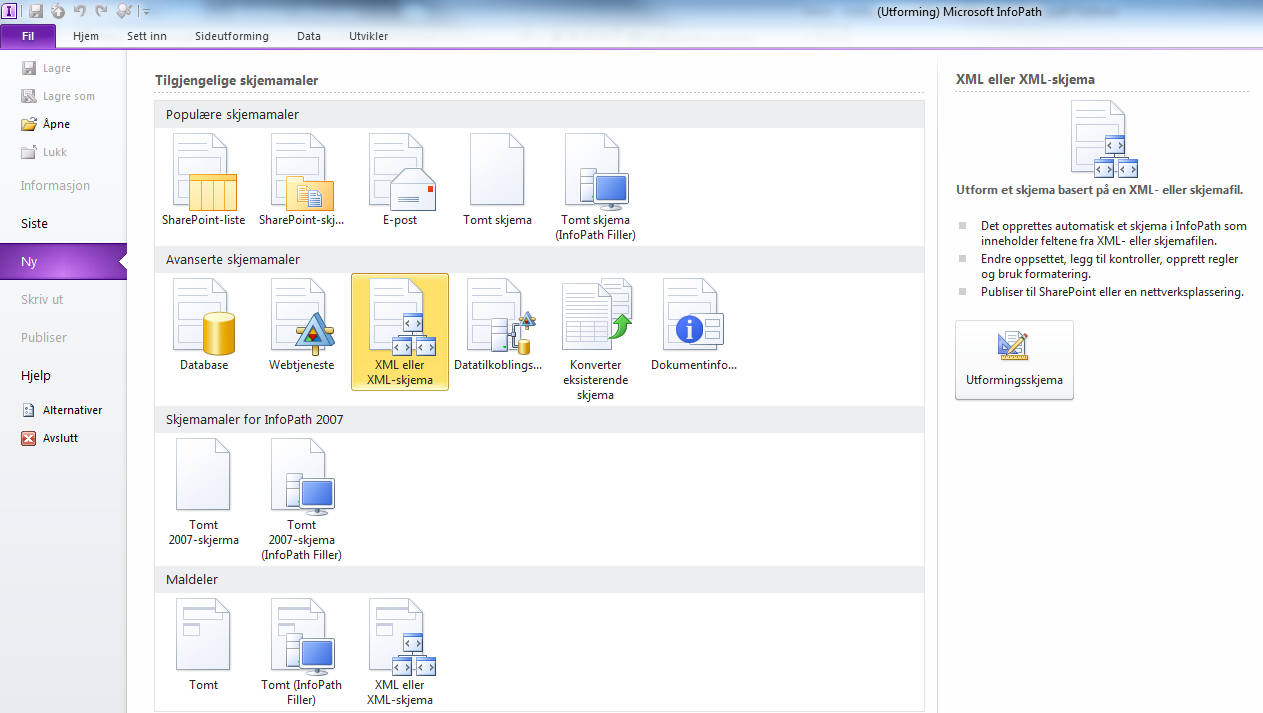 (Utforming) Microsoft InfoPath
Fil
Hjem
Sett inn
Sideutforming
Data
Utvikler
Lagre
Lagre som
Åpne
Lukk
Informasjon
Siste
Ny
Skriv ut
Publiser
Hjelp
Alternativer
Avslutt
Tilgjengelige skjemamaler
Populære skjemamaler
SharePoint-liste
SharePoint-skj...
E-post
Tomt skjema
Tomt skjema
(InfoPath Filler)
Avanserte skjemamaler
Database
Webtjeneste
XML eller
XML-skjema
Datatilkoblings...
Konverter
eksisterende
skjema
Dokumentinfo...
Skjemamaler for InfoPath 2007
Tomt
2007-skjerma
Tomt
2007-skjema
(InfoPath Filler)
Maldeler
Tomt
Tomt (InfoPath
Filler)
XML eller
XML-skjema
XML eller XML-skjema
Utform et skjema basert på en XML- eller skjemafil.
Det opprettes automatisk et skjema i InfoPath som
inneholder feltene fra XML- eller skjemafilen.
Endre oppsettet, legg til kontroller, opprett regler
og bruk formatering.
Publiser til SharePoint eller en nettverksplassering.
Utformingsskjema